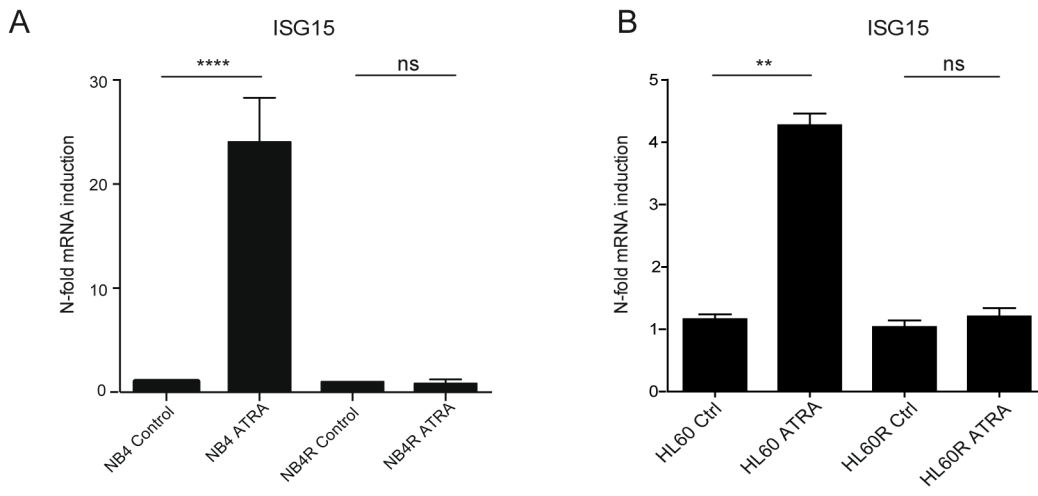 A
ISG15
****
ns
N-fold mRNA induction
30
20
10
0
NB4 Control
NB4 ATRA
NB4R Control
NB4R ATRA
B
ISG15
**
ns
N-fold mRNA induction
5
4
3
2
1
0
HL60 Ctrl
HL60 ATRA
HL60R Ctrl
HL60R ATRA